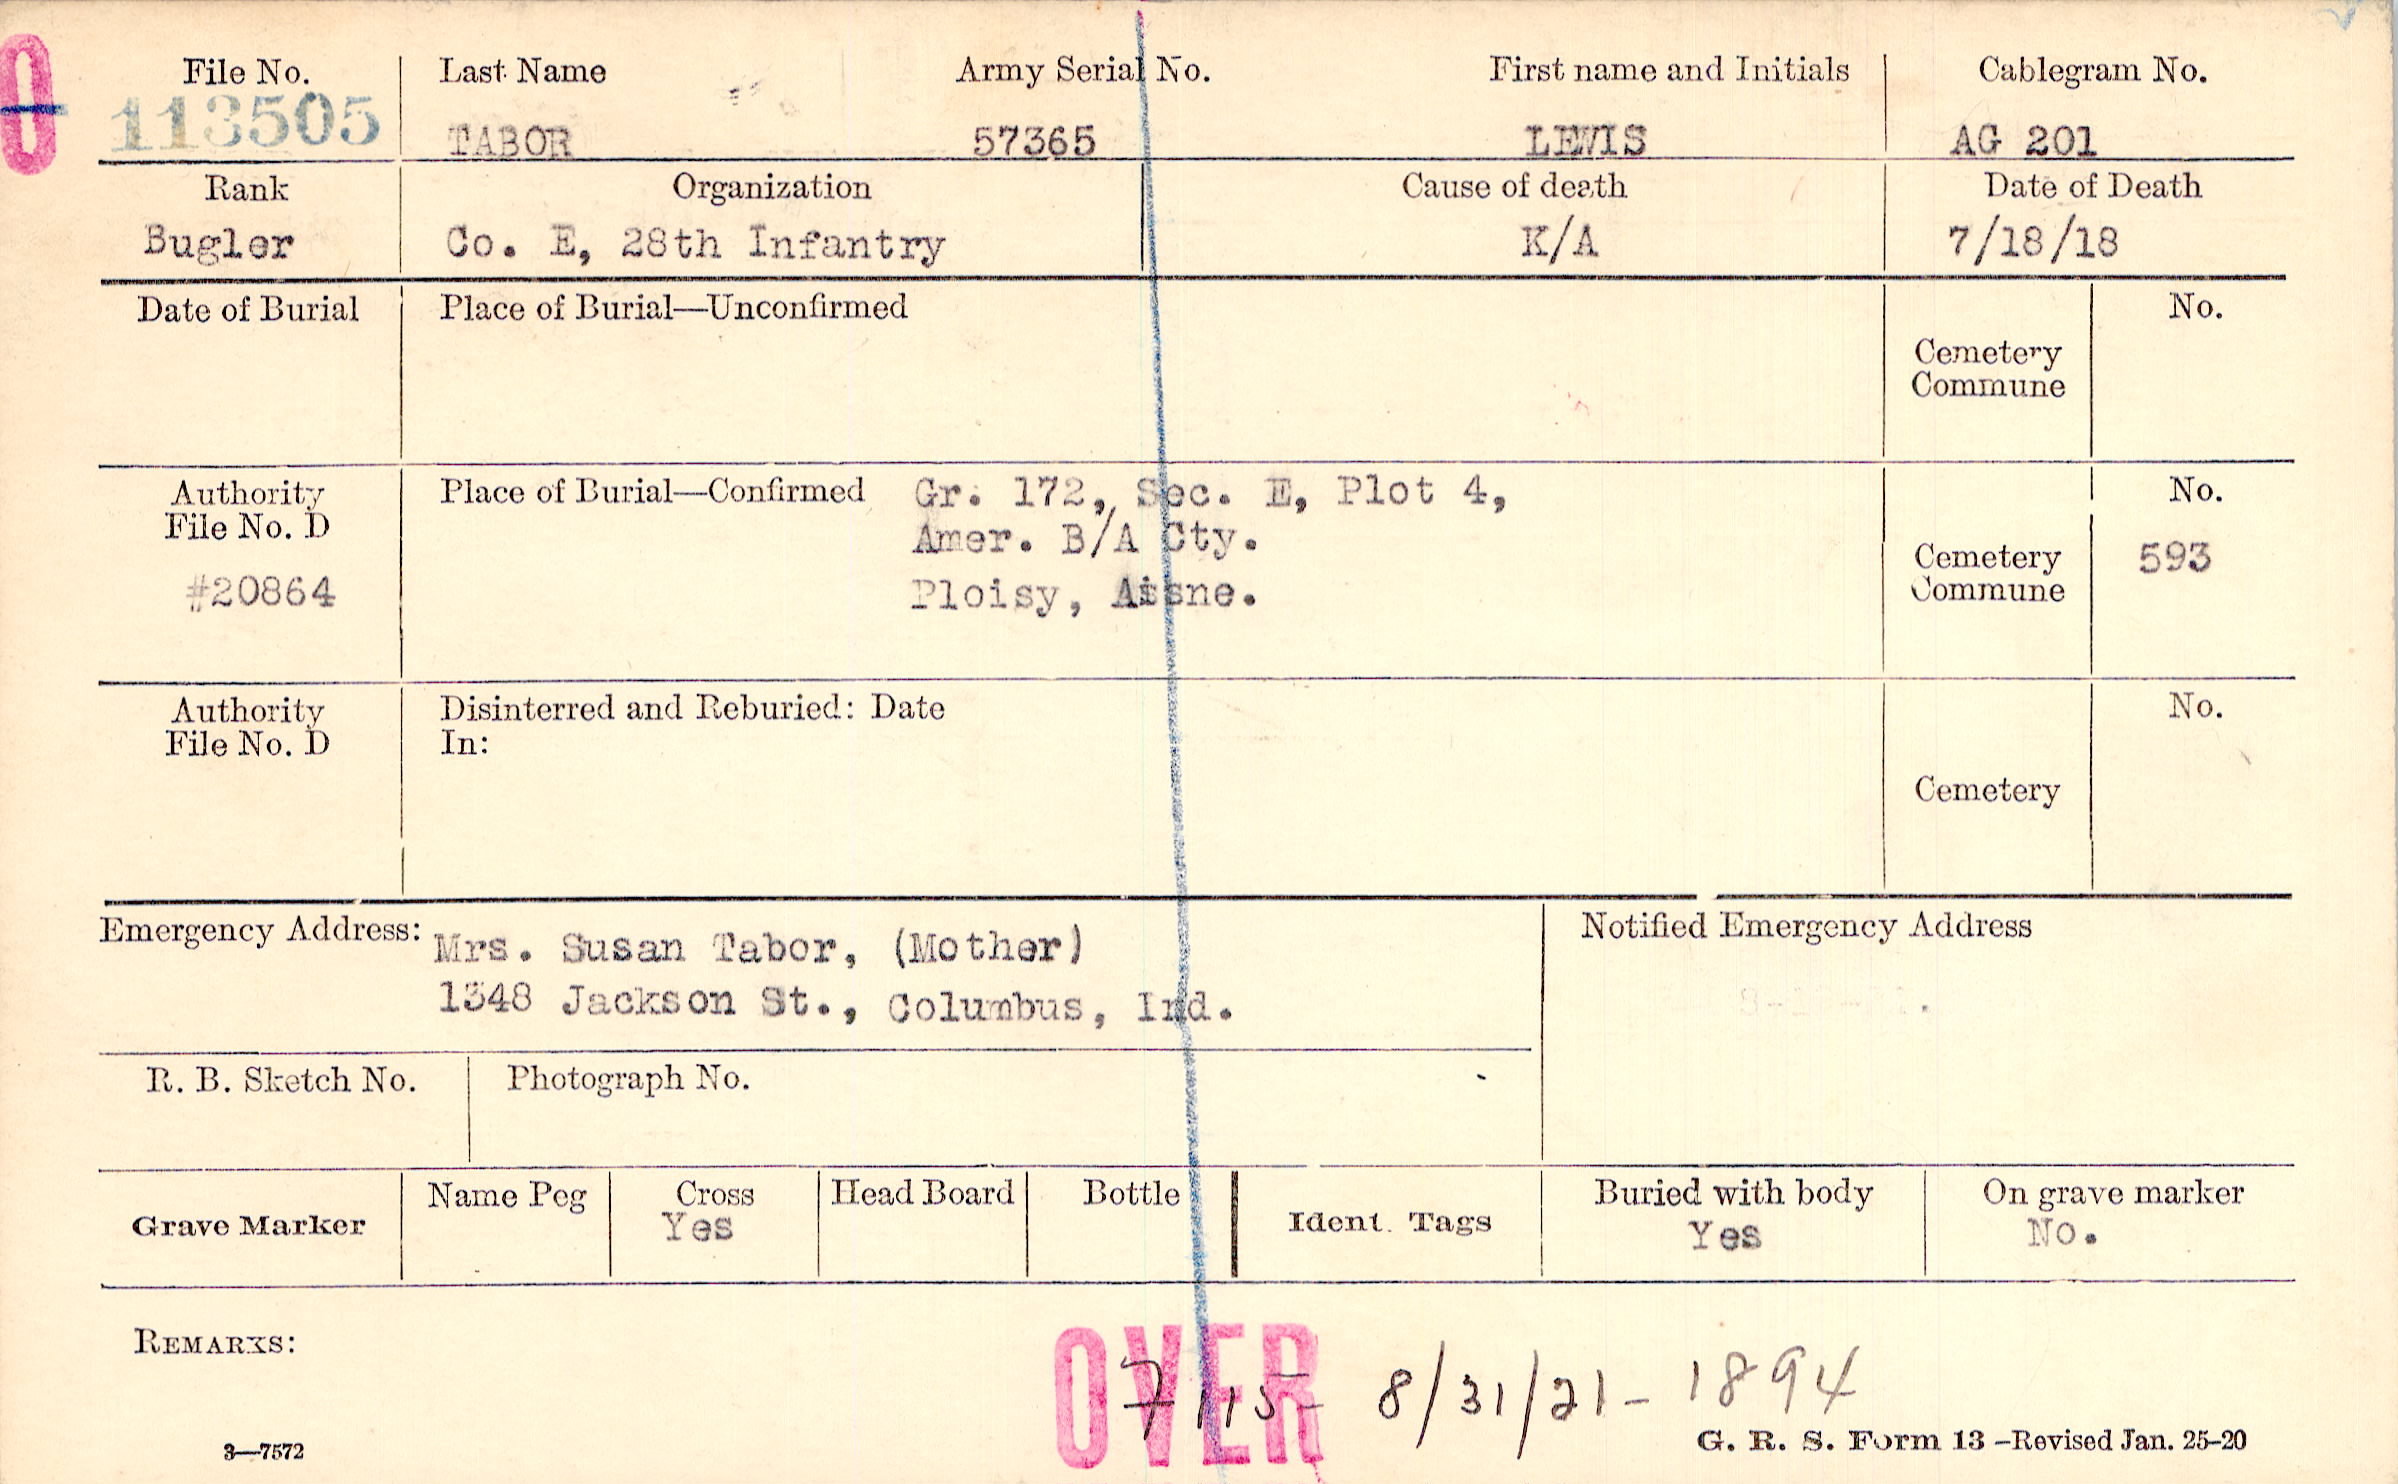 File No. Last Name Army Serial No. First name and Initials Cablegram No.
113505 TABOR 57365 LEWIS AG 201
Rank Organization Cause of death Date of Death
Bugler Co. E, 28th Infantry K/A 7/18/18
Date of Burial Place of Burial—Unconfirmed No.
Cemetery
Commune
Authority Place of Burial—Confirmed Gr. 172, Sec. E, Plot 4, No.
File No. D Amer. B/A Cty.
Cemetery 593
#20864 Ploisy, Aisne. Commune
Authority Disinterred and Reburied: Date No.
File No. D In:
Cemetery
Emergency Address: Mrs. Susan Tabor, (Mother) Notified Emergency Address
1348 Jackson St., Columbus, Ind.
R. B. Sketch No. Photograph No.
Name Peg Cross Head Board Bottle Buried with body On grave marker
Grave Marker Yes Ident. Tags Yes No.
REMARKS:
OVER
7115- 8/31/21- 1894
3—7572 G. R. S. Form 13 –Revised Jan. 25–20